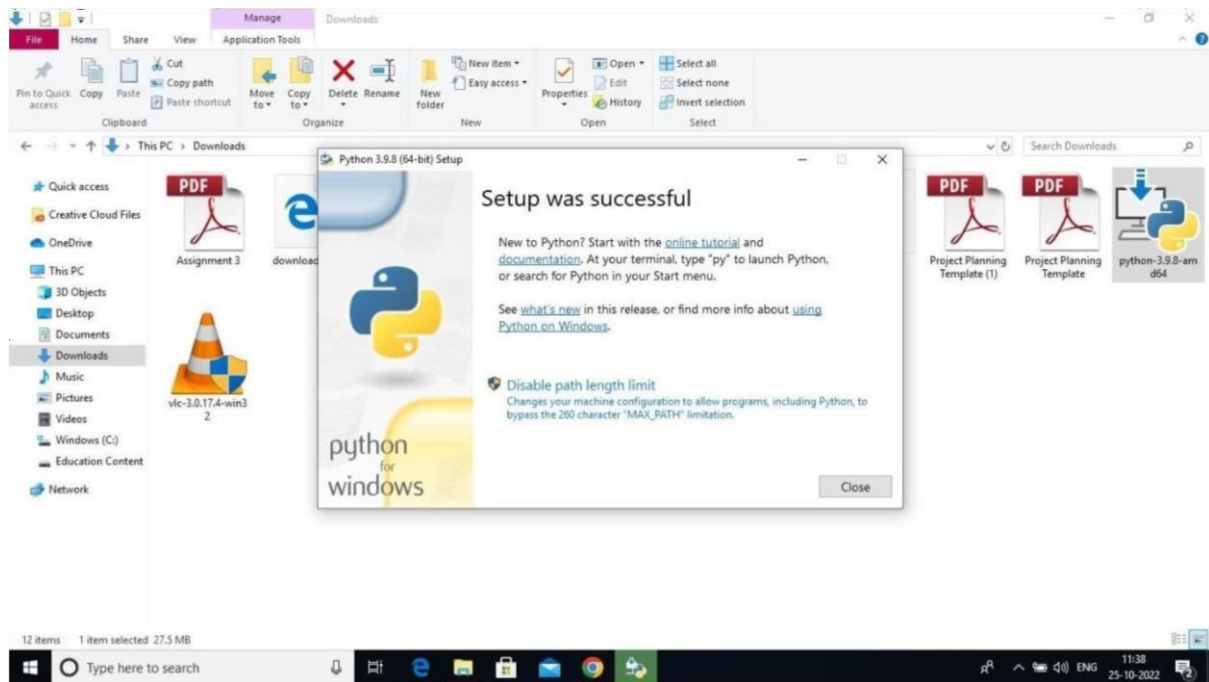 Manage
Downloads
File
Home
Share
View
Application Tools
Pin to Quick access
Copy
Paste
Cut
Copy path
Paste shortcut
Clipboard
Move to
Copy to
Delete
Rename
Organize
New folder
New item
Easy access
New
Properties
Open
Edit
History
Open
Select all
Select none
Invert selection
Select
This PC
Downloads
Search Downloads
Quick access
Creative Cloud Files
OneDrive
This PC
3D Objects
Desktop
Documents
Downloads
Music
Pictures
Videos
Windows (C:)
Education Content
Network
PDF
Assignment 3
download
vlc-3.0.17.4-win3
2
Python 3.9.8 (64-bit) Setup
Setup was successful
New to Python? Start with the online tutorial and
documentation. At your terminal, type "py" to launch Python,
or search for Python in your Start menu.
See what's new in this release, or find more info about using
Python on Windows.
Disable path length limit
Changes your machine configuration to allow programs, including Python, to
bypass the 260 character "MAX_PATH" limitation.
python
for
windows
Close
PDF
Project Planning
Template (1)
PDF
Project Planning
Template
python-3.9.8-am
d64
12 items
1 item selected
27.5 MB
Type here to search
ENG
11:38
25-10-2022
2